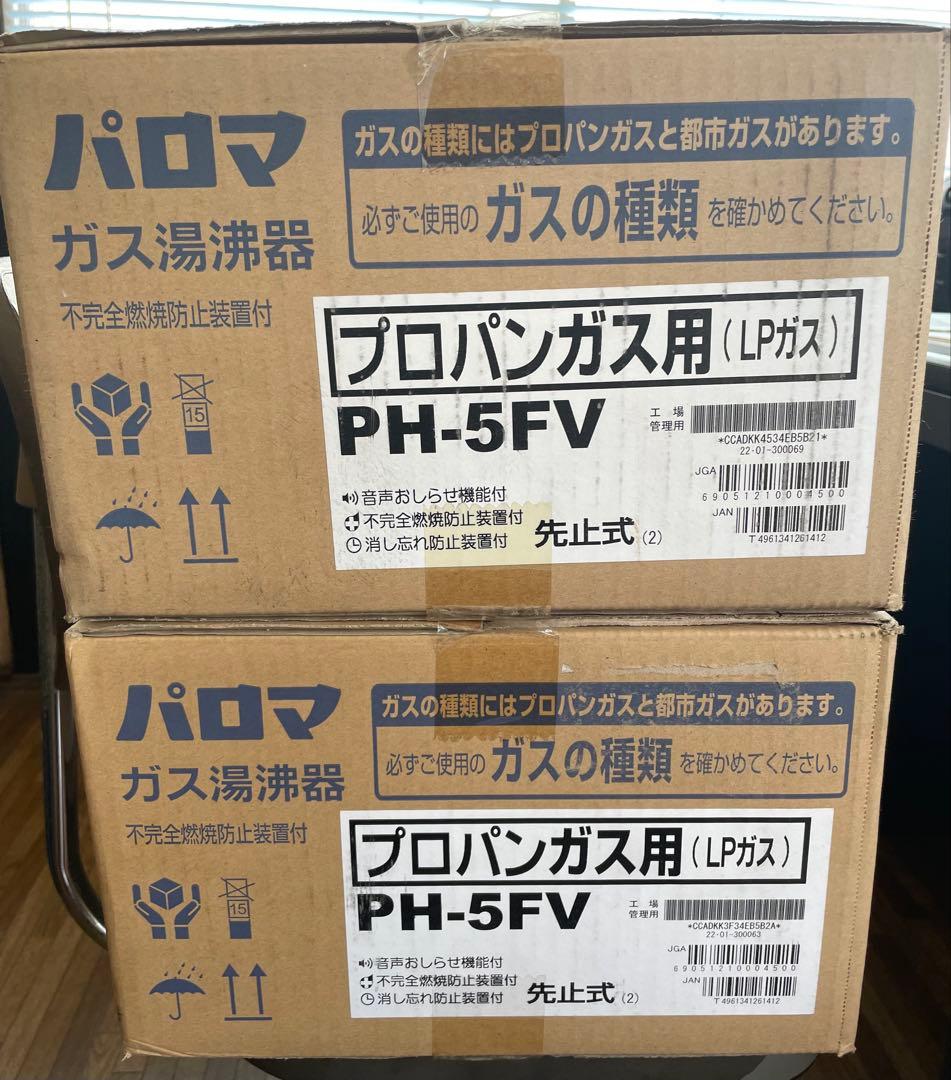 パロマ
ガス湯沸器
不完全燃焼防止装置付
15
ガスの種類にはプロパンガスと都市ガスがあります。
必ずご使用の ガスの種類 を確かめてください。
プロパンガス用(LPガス)
PH-5FV
工場
管理用
*CCADKK4534EB5B21*
22-01-300069
JGA
69051210004500
JAN
T 4961341261412
音声おしらせ機能付
不完全燃焼防止装置付
消し忘れ防止装置付
先止式(2)
パロマ
ガス湯沸器
不完全燃焼防止装置付
15
ガスの種類にはプロパンガスと都市ガスがあります。
必ずご使用の ガスの種類 を確かめてください。
プロパンガス用(LPガス)
PH-5FV
工場
管理用
*CCADKK3F34EB5B2A*
22-01-300063
JGA
69051210004500
JAN
T 4961341261412
音声おしらせ機能付
不完全燃焼防止装置付
消し忘れ防止装置付
先止式(2)